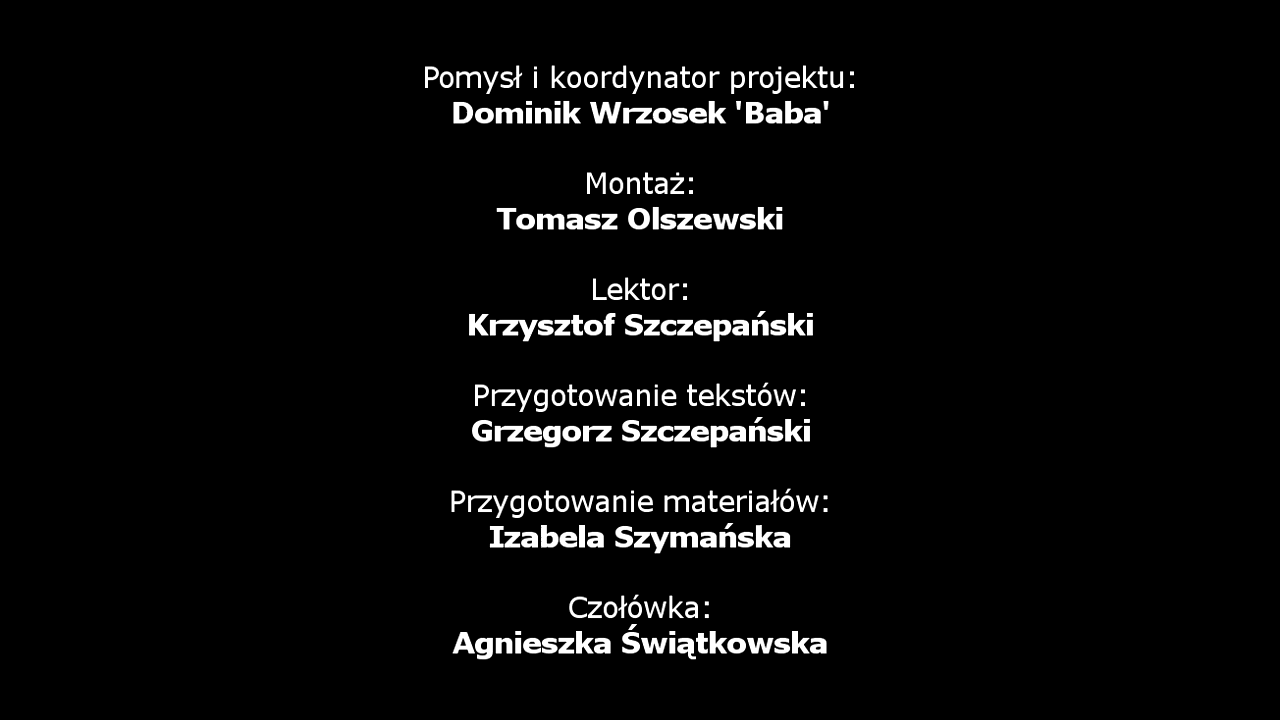 Pomysł i koordynator projektu:
Dominik Wrzosek 'Baba'
Montaż:
Tomasz Olszewski
Lektor:
Krzysztof Szczepański
Przygotowanie tekstów:
Grzegorz Szczepański
Przygotowanie materiałów:
Izabela Szymańska
Czołówka:
Agnieszka Świątkowska